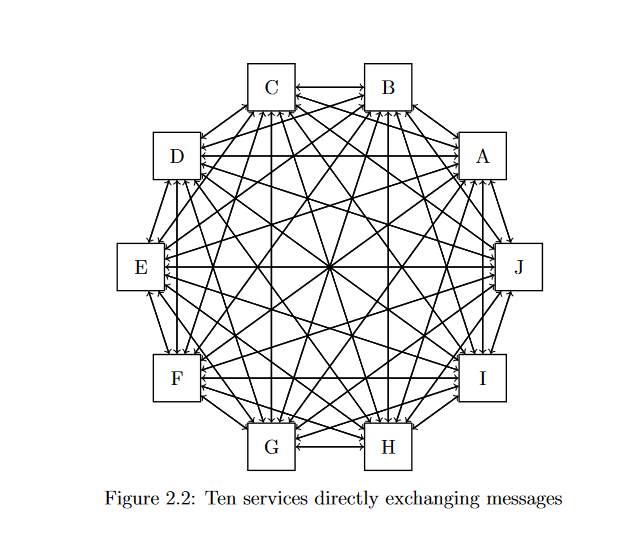 C
B
D
A
E
J
F
I
G
H
Figure 2.2: Ten services directly exchanging messages